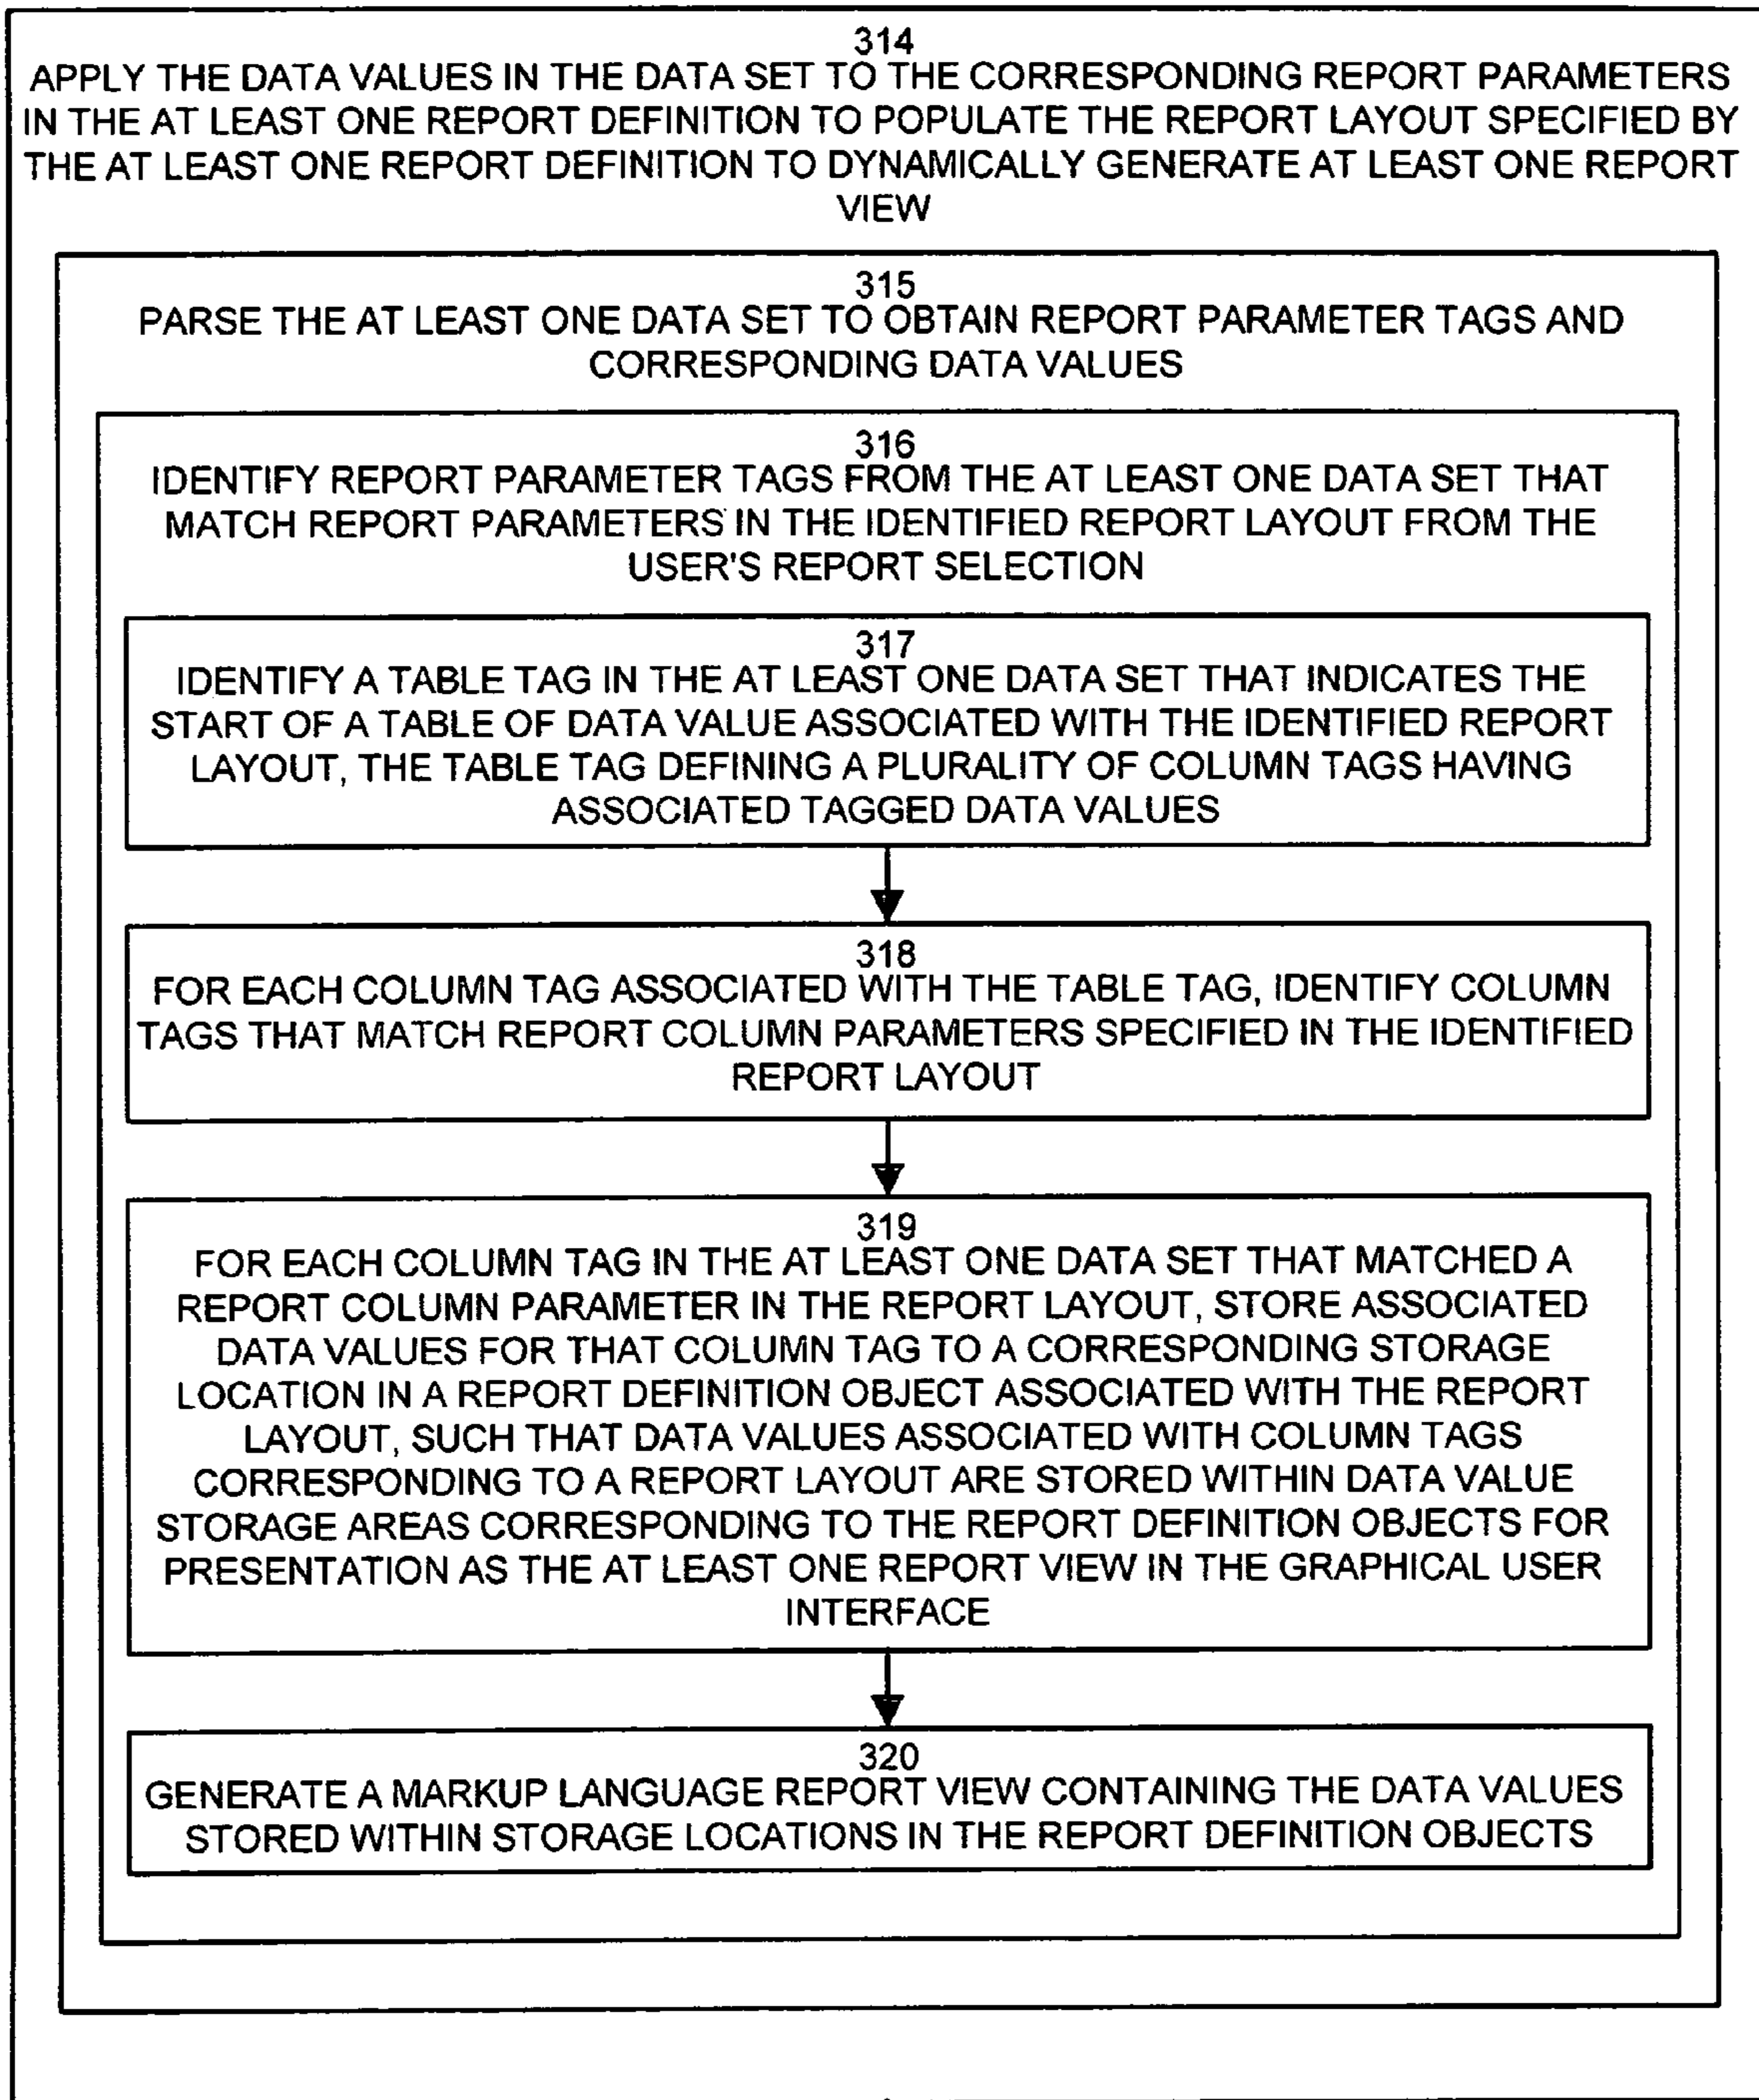 314
APPLY THE DATA VALUES IN THE DATA SET TO THE CORRESPONDING REPORT PARAMETERS
IN THE AT LEAST ONE REPORT DEFINITION TO POPULATE THE REPORT LAYOUT SPECIFIED BY
THE AT LEAST ONE REPORT DEFINITION TO DYNAMICALLY GENERATE AT LEAST ONE REPORT
VIEW
315
PARSE THE AT LEAST ONE DATA SET TO OBTAIN REPORT PARAMETER TAGS AND
CORRESPONDING DATA VALUES
316
IDENTIFY REPORT PARAMETER TAGS FROM THE AT LEAST ONE DATA SET THAT
MATCH REPORT PARAMETERS IN THE IDENTIFIED REPORT LAYOUT FROM THE
USER'S REPORT SELECTION
317
IDENTIFY A TABLE TAG IN THE AT LEAST ONE DATA SET THAT INDICATES THE
START OF A TABLE OF DATA VALUE ASSOCIATED WITH THE IDENTIFIED REPORT
LAYOUT, THE TABLE TAG DEFINING A PLURALITY OF COLUMN TAGS HAVING
ASSOCIATED TAGGED DATA VALUES
318
FOR EACH COLUMN TAG ASSOCIATED WITH THE TABLE TAG, IDENTIFY COLUMN
TAGS THAT MATCH REPORT COLUMN PARAMETERS SPECIFIED IN THE IDENTIFIED
REPORT LAYOUT
319
FOR EACH COLUMN TAG IN THE AT LEAST ONE DATA SET THAT MATCHED A
REPORT COLUMN PARAMETER IN THE REPORT LAYOUT, STORE ASSOCIATED
DATA VALUES FOR THAT COLUMN TAG TO A CORRESPONDING STORAGE
LOCATION IN A REPORT DEFINITION OBJECT ASSOCIATED WITH THE REPORT
LAYOUT, SUCH THAT DATA VALUES ASSOCIATED WITH COLUMN TAGS
CORRESPONDING TO A REPORT LAYOUT ARE STORED WITHIN DATA VALUE
STORAGE AREAS CORRESPONDING TO THE REPORT DEFINITION OBJECTS FOR
PRESENTATION AS THE AT LEAST ONE REPORT VIEW IN THE GRAPHICAL USER
INTERFACE
320
GENERATE A MARKUP LANGUAGE REPORT VIEW CONTAINING THE DATA VALUES
STORED WITHIN STORAGE LOCATIONS IN THE REPORT DEFINITION OBJECTS